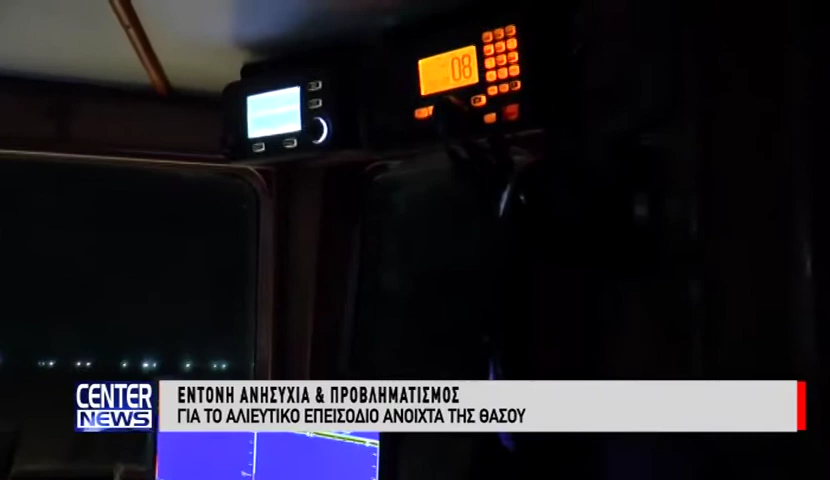 08
CENTER
NEWS
ΕΝΤΟΝΗ ΑΝΗΣΥΧΙΑ & ΠΡΟΒΛΗΜΑΤΙΣΜΟΣ
ΓΙΑ ΤΟ ΑΛΙΕΥΤΙΚΟ ΕΠΕΙΣΟΔΙΟ ΑΝΟΙΧΤΑ ΤΗΣ ΘΑΣΟΥ